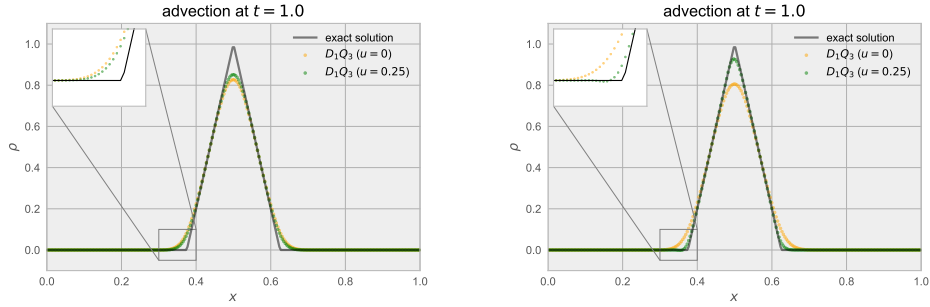 advection at t = 1.0
exact solution
D1Q3 (u = 0)
D1Q3 (u = 0.25)
1.0
0.8
0.6
0.4
0.2
0.0
ρ
0.0 0.2 0.4 0.6 0.8 1.0
x
advection at t = 1.0
exact solution
D1Q3 (u = 0)
D1Q3 (u = 0.25)
1.0
0.8
0.6
0.4
0.2
0.0
ρ
0.0 0.2 0.4 0.6 0.8 1.0
x